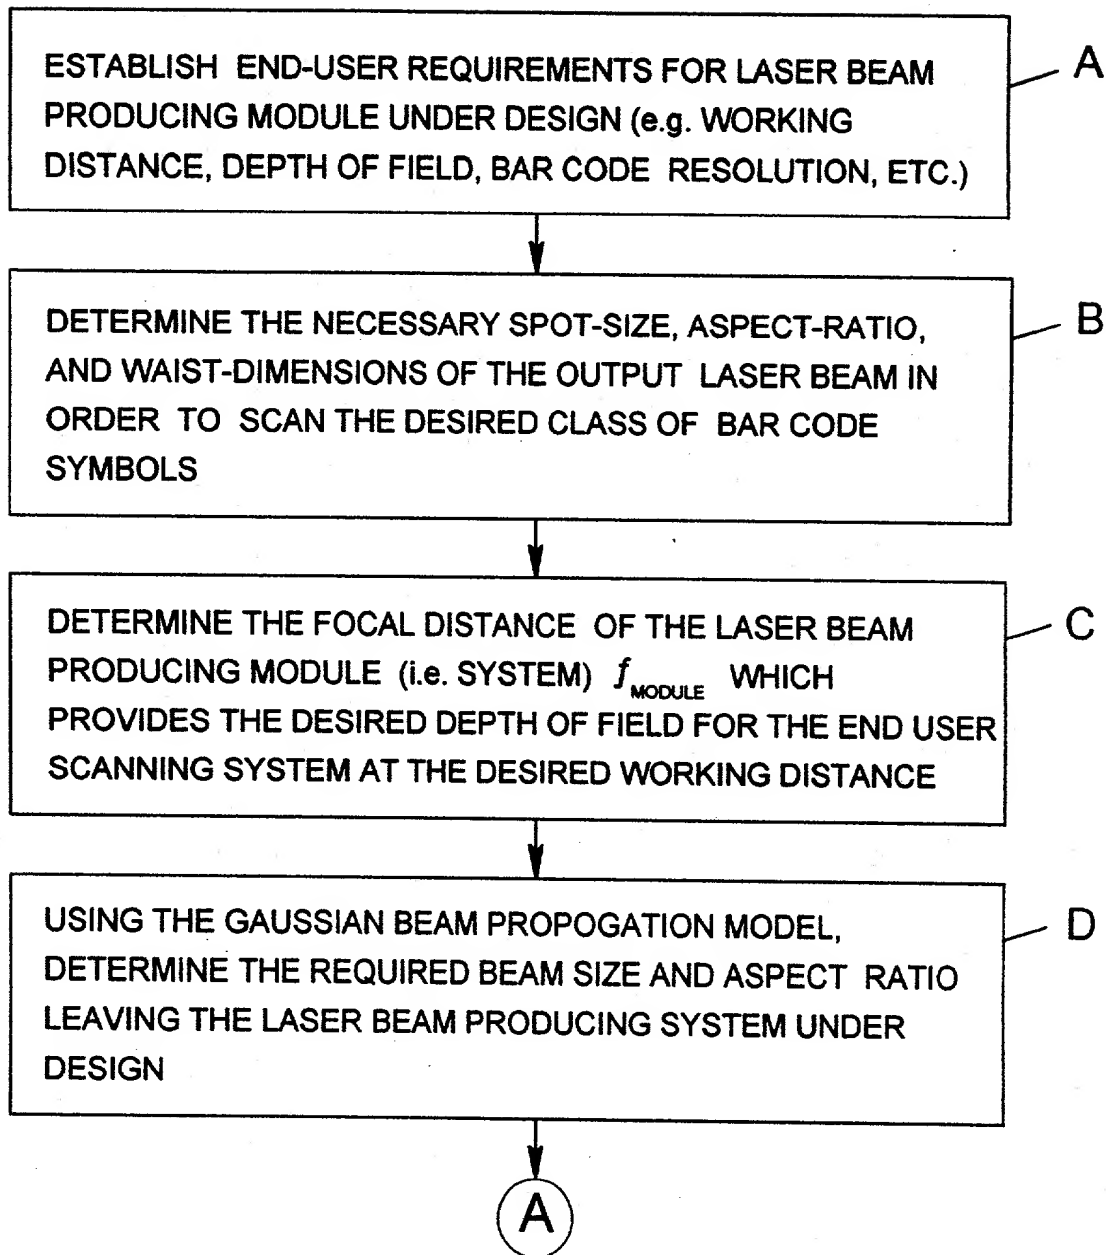 ESTABLISH END-USER REQUIREMENTS FOR LASER BEAM
PRODUCING MODULE UNDER DESIGN (e.g. WORKING
DISTANCE, DEPTH OF FIELD, BAR CODE RESOLUTION, ETC.)
A
DETERMINE THE NECESSARY SPOT-SIZE, ASPECT-RATIO,
AND WAIST-DIMENSIONS OF THE OUTPUT LASER BEAM IN
ORDER TO SCAN THE DESIRED CLASS OF BAR CODE
SYMBOLS
B
DETERMINE THE FOCAL DISTANCE OF THE LASER BEAM
PRODUCING MODULE (i.e. SYSTEM) f MODULE WHICH
PROVIDES THE DESIRED DEPTH OF FIELD FOR THE END USER
SCANNING SYSTEM AT THE DESIRED WORKING DISTANCE
C
USING THE GAUSSIAN BEAM PROPOGATION MODEL,
DETERMINE THE REQUIRED BEAM SIZE AND ASPECT RATIO
LEAVING THE LASER BEAM PRODUCING SYSTEM UNDER
DESIGN
D
A